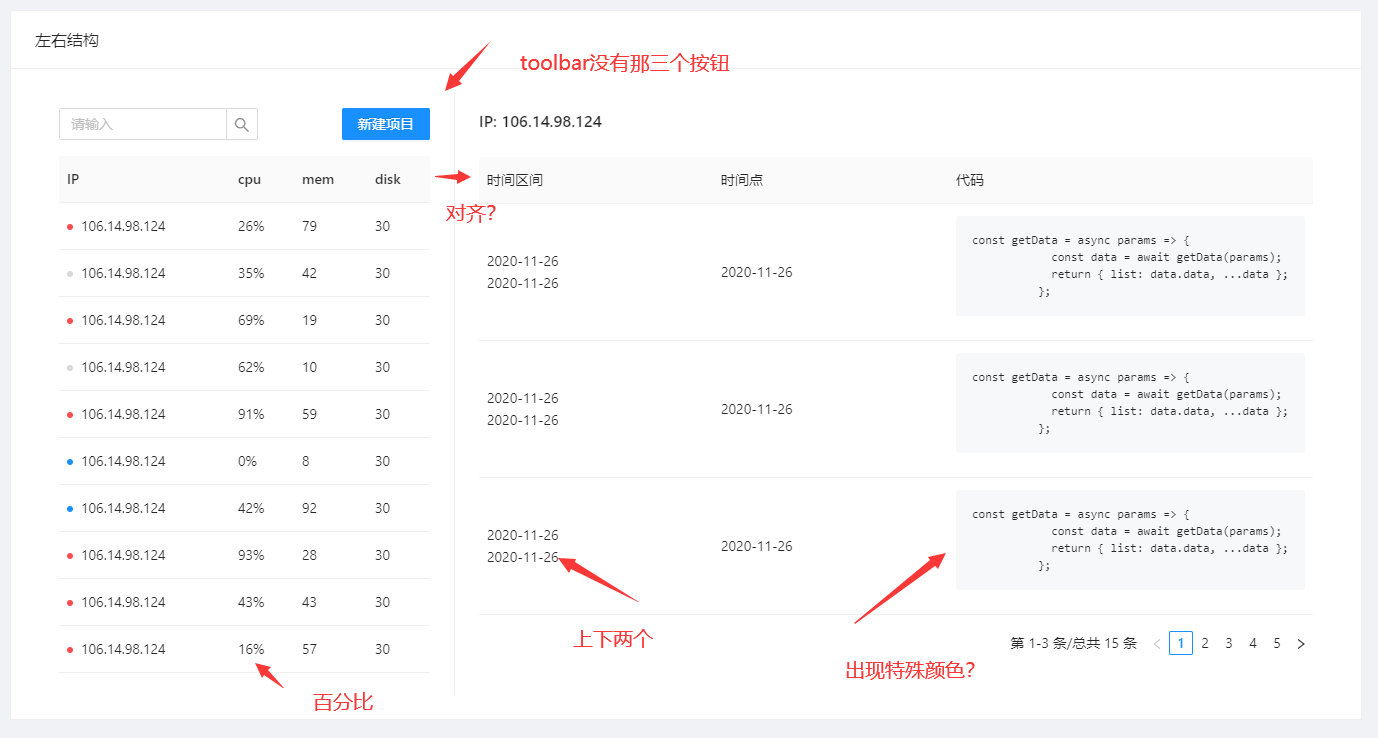 左右结构
toolbar没有那三个按钮
请输入
新建项目
IP cpu mem disk
106.14.98.124 26% 79 30
106.14.98.124 35% 42 30
106.14.98.124 69% 19 30
106.14.98.124 62% 10 30
106.14.98.124 91% 59 30
106.14.98.124 0% 8 30
106.14.98.124 42% 92 30
106.14.98.124 93% 28 30
106.14.98.124 43% 43 30
106.14.98.124 16% 57 30
百分比
对齐?
IP: 106.14.98.124
时间区间 时间点 代码
2020-11-26
2020-11-26
2020-11-26
const getData = async params => {
const data = await getData(params);
return { list: data.data, ...data };
};
2020-11-26
2020-11-26
2020-11-26
const getData = async params => {
const data = await getData(params);
return { list: data.data, ...data };
};
2020-11-26
2020-11-26
2020-11-26
const getData = async params => {
const data = await getData(params);
return { list: data.data, ...data };
};
上下两个
出现特殊颜色?
第 1-3 条/总共 15 条 < 1 2 3 4 5 >